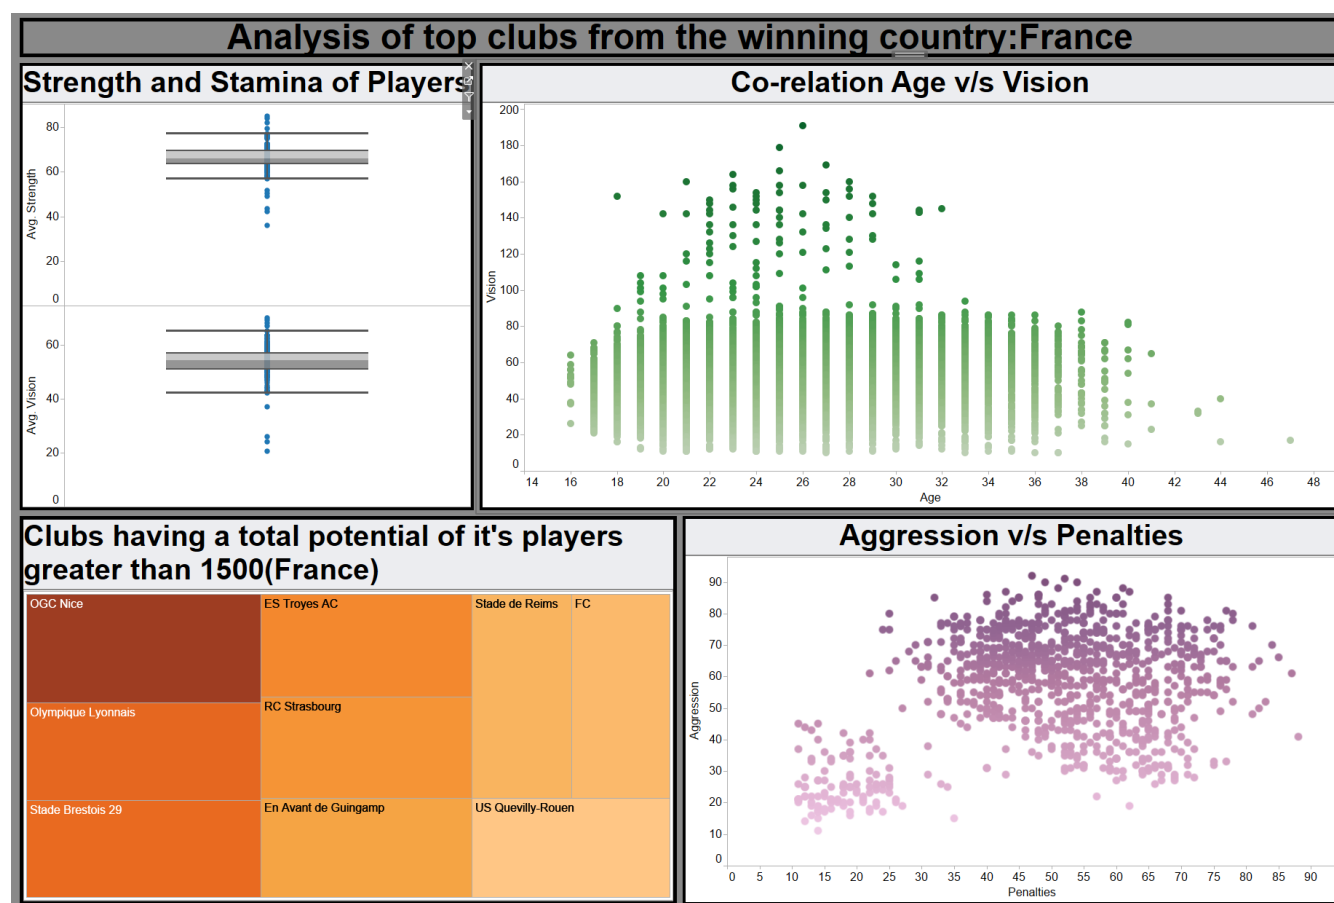 Analysis of top clubs from the winning country:France
Strength and Stamina of Players
80
60
40
20
0
Avg. Strength
60
40
20
0
Avg. Vision
Co-relation Age v/s Vision
200
180
160
140
120
100
80
60
40
20
0
Vision
14 16 18 20 22 24 26 28 30 32 34 36 38 40 42 44 46 48
Age
Clubs having a total potential of it's players
greater than 1500(France)
OGC Nice
Olympique Lyonnais
Stade Brestois 29
ES Troyes AC
RC Strasbourg
En Avant de Guingamp
Stade de Reims
FC
US Quevilly-Rouen
Aggression v/s Penalties
90
80
70
60
50
40
30
20
10
0
Aggression
0 5 10 15 20 25 30 35 40 45 50 55 60 65 70 75 80 85 90
Penalties